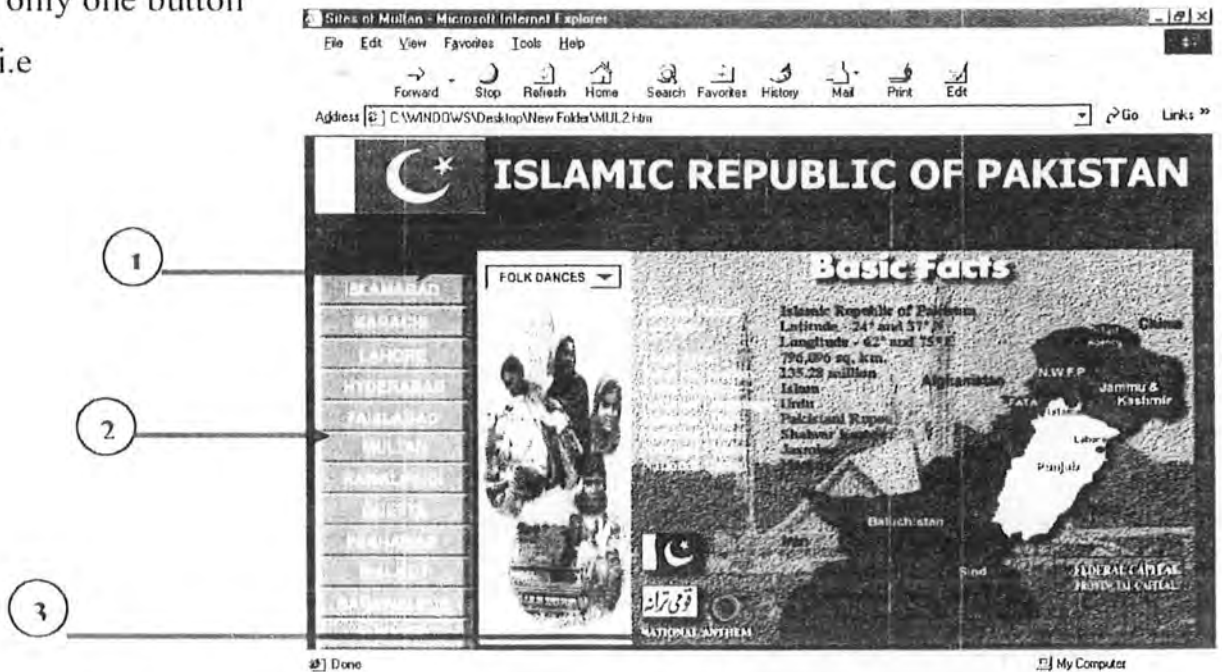 only one button
i.e
Sites of Multan - Microsoft Internet Explorer
File Edit View Favorites Tools Help
Forward Stop Refresh Home Search Favorites History Mail Print Edit
Address C:\WINDOWS\Desktop\New Folder\MUL2.htm Go Links »
ISLAMIC REPUBLIC OF PAKISTAN
1
2
3
ISLAMABAD
KARACHI
LAHORE
HYDERABAD
FAISLABAD
MULTAN
RAWALPINDI
QUETTA
PESHAWAR
FOLK DANCES
Basic Facts
Islamic Republic of Pakistan
Latitude - 24° and 37° N
Longitude - 62° and 75° E
796,096 sq. km.
135.28 million
Islam
Urdu
Pakistani Rupee
Shalwar Kameez
China
Agency
N.W.F.P
Afghanistan
FATA
Jammu &
Kashmir
Lahore
Punjab
Baluchistan
Iran
Sind
FEDERAL CAPITAL
PROVINCIAL CAPITAL
قومی ترانہ
NATIONAL ANTHEM
Done
My Computer